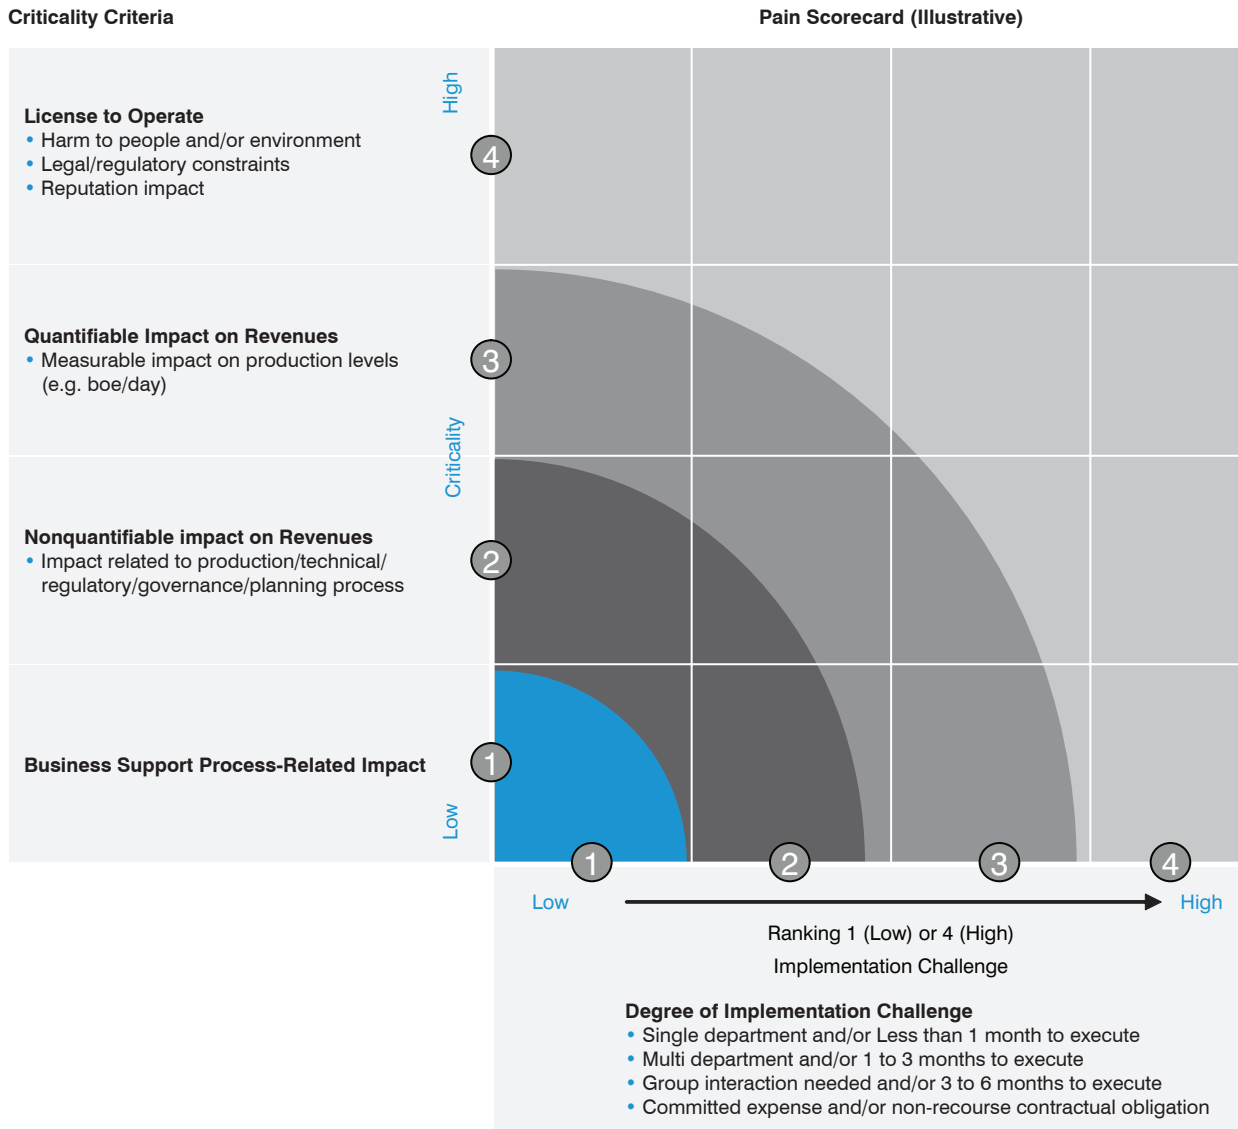 Criticality Criteria
Pain Scorecard (Illustrative)
High
License to Operate
• Harm to people and/or environment
• Legal/regulatory constraints
• Reputation impact
4
Quantifiable Impact on Revenues
• Measurable impact on production levels
(e.g. boe/day)
3
Criticality
Nonquantifiable impact on Revenues
• Impact related to production/technical/
regulatory/governance/planning process
2
Business Support Process-Related Impact
1
Low
1
2
3
4
Low
High
Ranking 1 (Low) or 4 (High)
Implementation Challenge
Degree of Implementation Challenge
• Single department and/or Less than 1 month to execute
• Multi department and/or 1 to 3 months to execute
• Group interaction needed and/or 3 to 6 months to execute
• Committed expense and/or non-recourse contractual obligation